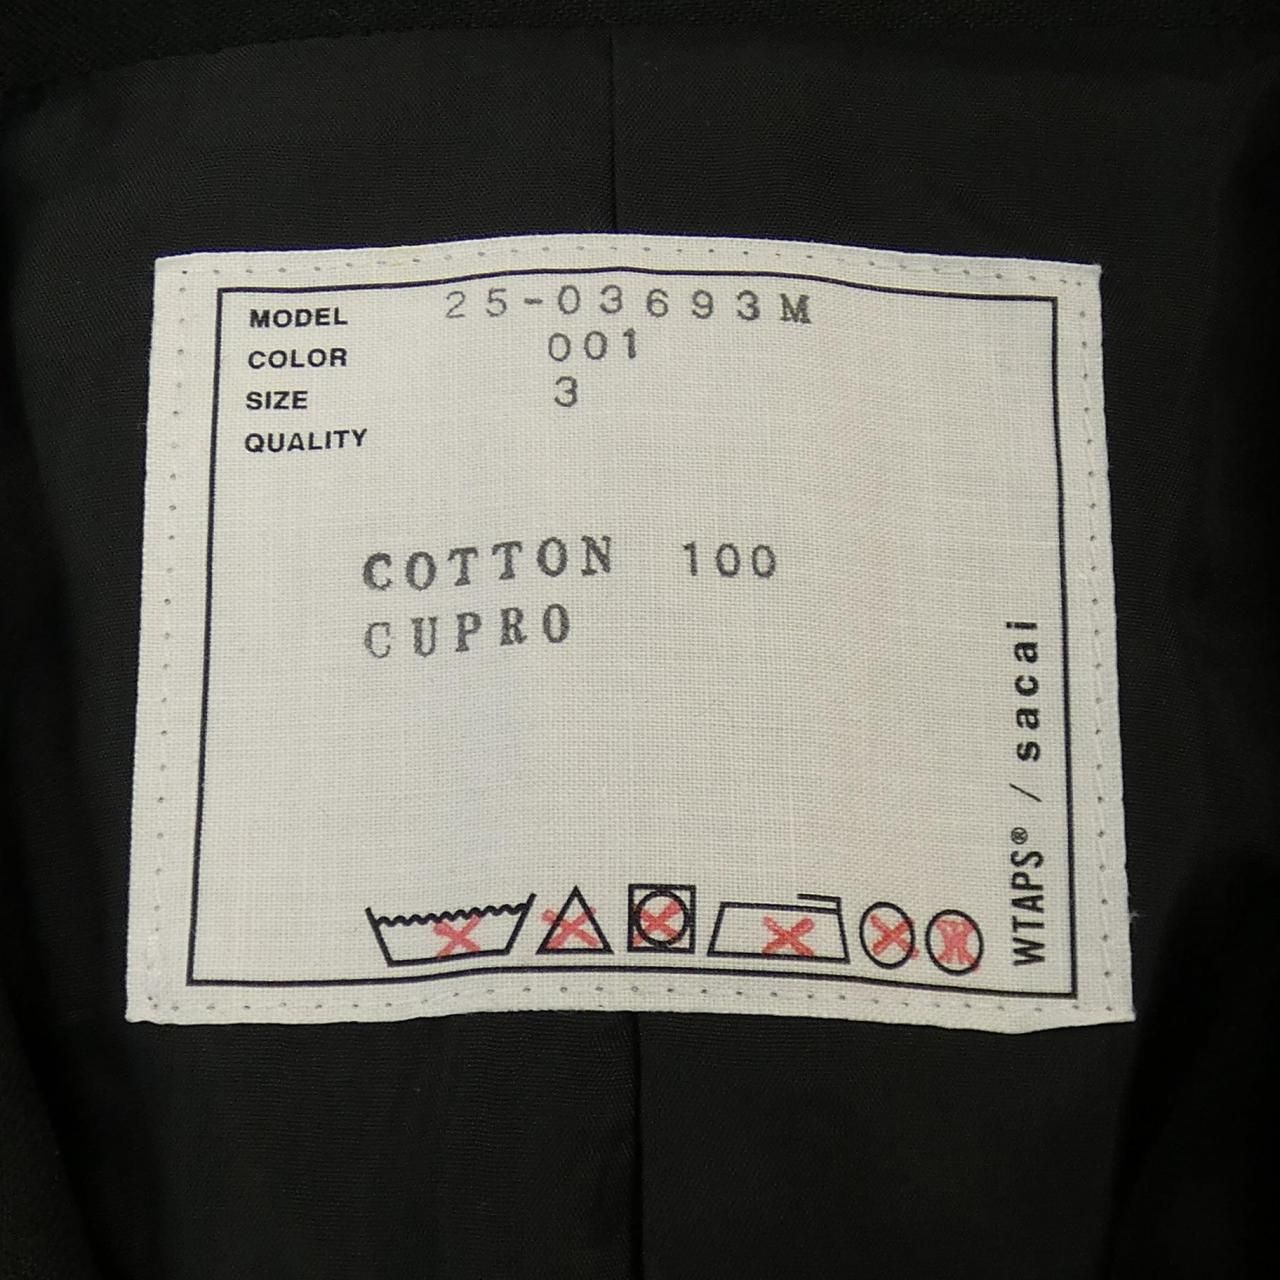 MODEL 25-03693M
COLOR 001
SIZE 3
QUALITY
COTTON 100
CUPRO
WTAPS® / sacai